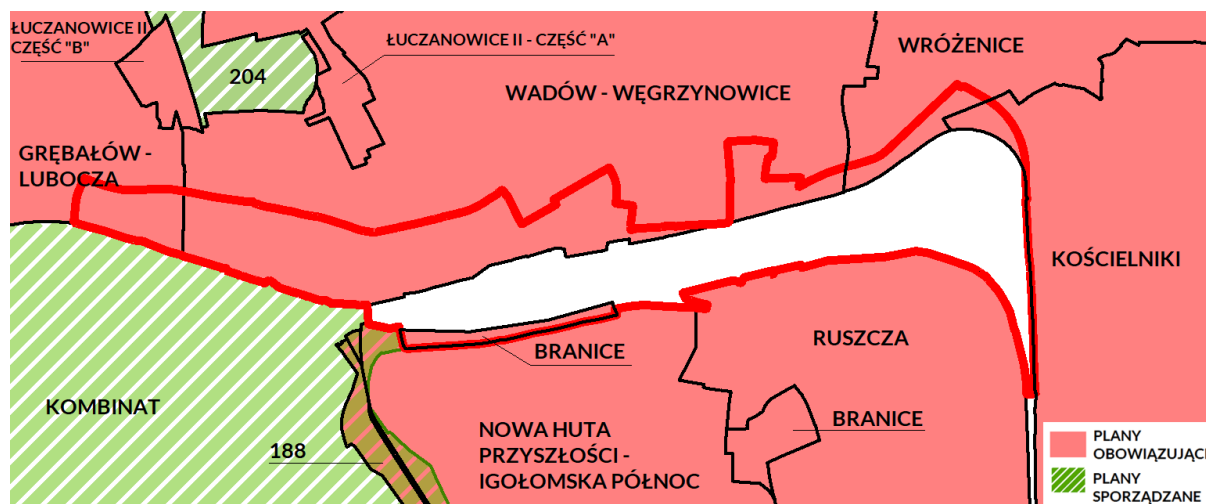 ŁUCZANOWICE II
CZĘŚĆ "B"
ŁUCZANOWICE II - CZĘŚĆ "A"
204
WRÓŻENICE
WADÓW - WĘGRZYNOWICE
GRĘBAŁÓW -
LUBOCZA
KOŚCIELNIKI
RUSZCZA
BRANICE
KOMBINAT
BRANICE
188
NOWA HUTA
PRZYSZŁOŚCI -
IGOŁOMSKA PÓŁNOC
PLANY
OBOWIĄZUJĄC
PLANY
SPORZĄDZANE